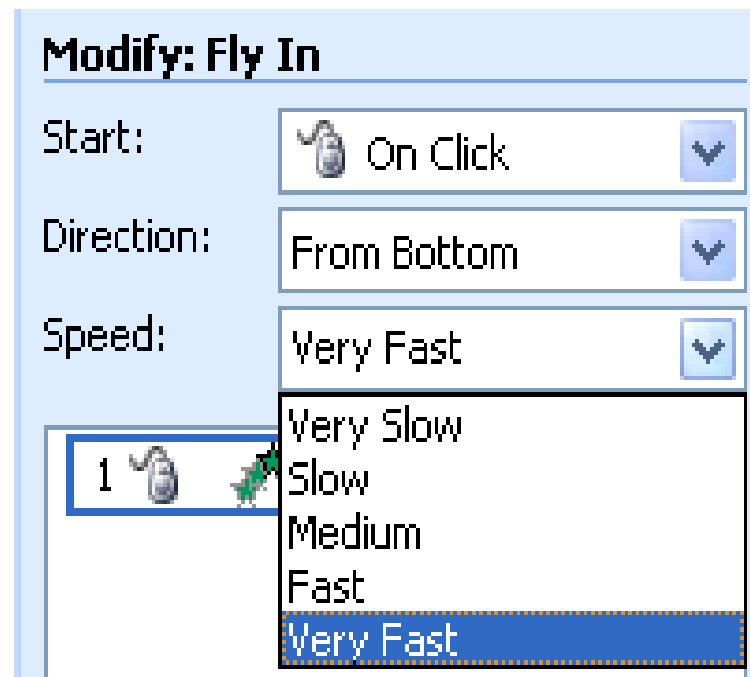 Modify: Fly In
Start: On Click
Direction: From Bottom
Speed: Very Fast
Very Slow
1 Slow
Medium
Fast
Very Fast